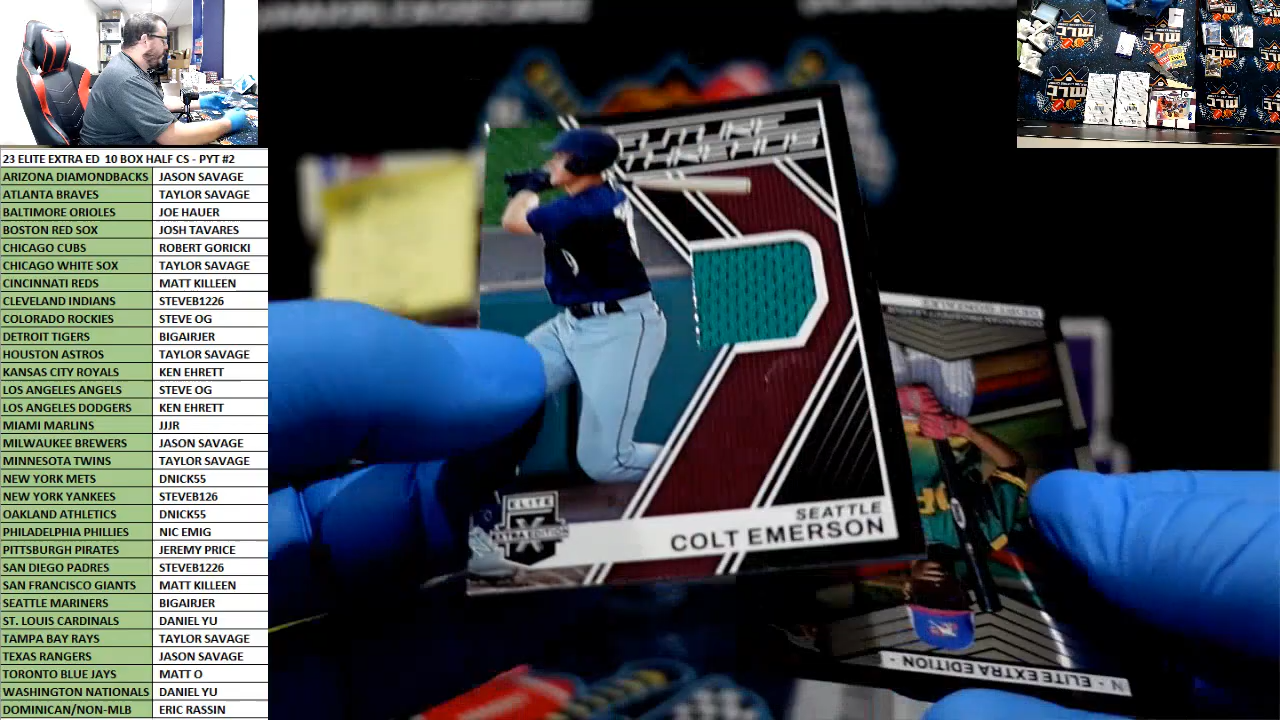 23 ELITE EXTRA ED 10 BOX HALF CS - PYT #2
ARIZONA DIAMONDBACKS JASON SAVAGE
ATLANTA BRAVES TAYLOR SAVAGE
BALTIMORE ORIOLES JOE HAUER
BOSTON RED SOX JOSH TAVARES
CHICAGO CUBS ROBERT GORICKI
CHICAGO WHITE SOX TAYLOR SAVAGE
CINCINNATI REDS MATT KILLEEN
CLEVELAND INDIANS STEVEB1226
COLORADO ROCKIES STEVE OG
DETROIT TIGERS BIGAIRJER
HOUSTON ASTROS TAYLOR SAVAGE
KANSAS CITY ROYALS KEN EHRETT
LOS ANGELES ANGELS STEVE OG
LOS ANGELES DODGERS KEN EHRETT
MIAMI MARLINS JJJR
MILWAUKEE BREWERS JASON SAVAGE
MINNESOTA TWINS TAYLOR SAVAGE
NEW YORK METS DNICK55
NEW YORK YANKEES STEVEB126
OAKLAND ATHLETICS DNICK55
PHILADELPHIA PHILLIES NIC EMIG
PITTSBURGH PIRATES JEREMY PRICE
SAN DIEGO PADRES STEVEB1226
SAN FRANCISCO GIANTS MATT KILLEEN
SEATTLE MARINERS BIGAIRJER
ST. LOUIS CARDINALS DANIEL YU
TAMPA BAY RAYS TAYLOR SAVAGE
TEXAS RANGERS JASON SAVAGE
TORONTO BLUE JAYS MATT O
WASHINGTON NATIONALS DANIEL YU
DOMINICAN/NON-MLB ERIC RASSIN
FUTURE
THREADS
ELITE
X
EXTRA EDITION
SEATTLE
COLT EMERSON
N - ELITE EXTRA EDITION